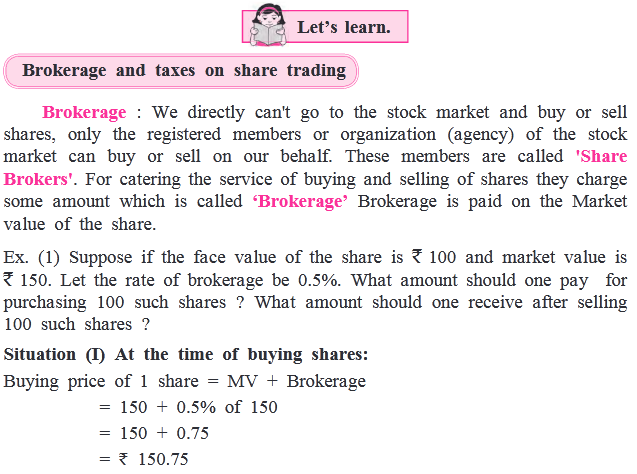 Let's learn.
Brokerage and taxes on share trading
Brokerage : We directly can't go to the stock market and buy or sell
shares, only the registered members or organization (agency) of the stock
market can buy or sell on our behalf. These members are called 'Share
Brokers'. For catering the service of buying and selling of shares they charge
some amount which is called ‘Brokerage’ Brokerage is paid on the Market
value of the share.
Ex. (1) Suppose if the face value of the share is ₹ 100 and market value is
₹ 150. Let the rate of brokerage be 0.5%. What amount should one pay for
purchasing 100 such shares ? What amount should one receive after selling
100 such shares ?
Situation (I) At the time of buying shares:
Buying price of 1 share = MV + Brokerage
= 150 + 0.5% of 150
= 150 + 0.75
= ₹ 150.75